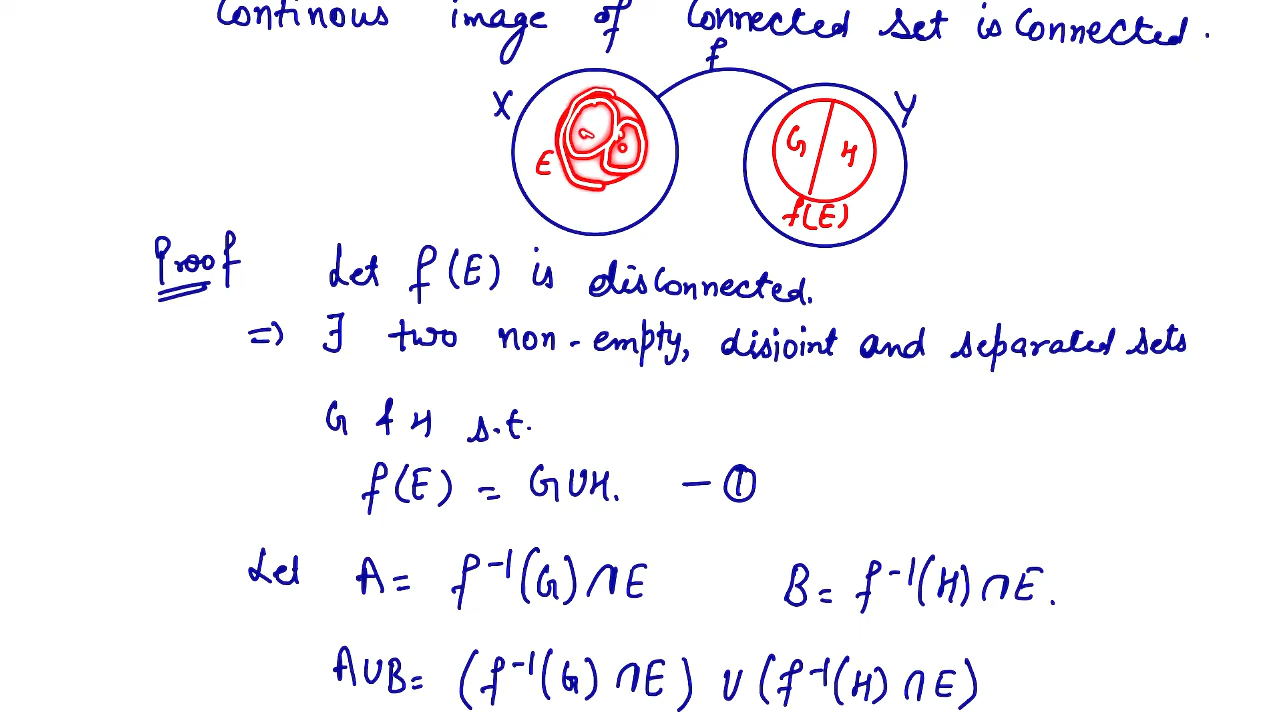 Continous image of Connected set is Connected.
f
X Y
G H
E
f(E)
Proof Let f(E) is disconnected.
=> ∃ two non-empty, disjoint and separated sets
G & H s.t.
f(E) = G∪H. — ①
Let A = f⁻¹(G)∩E B = f⁻¹(H)∩E.
A∪B = (f⁻¹(G)∩E) ∪ (f⁻¹(H)∩E)